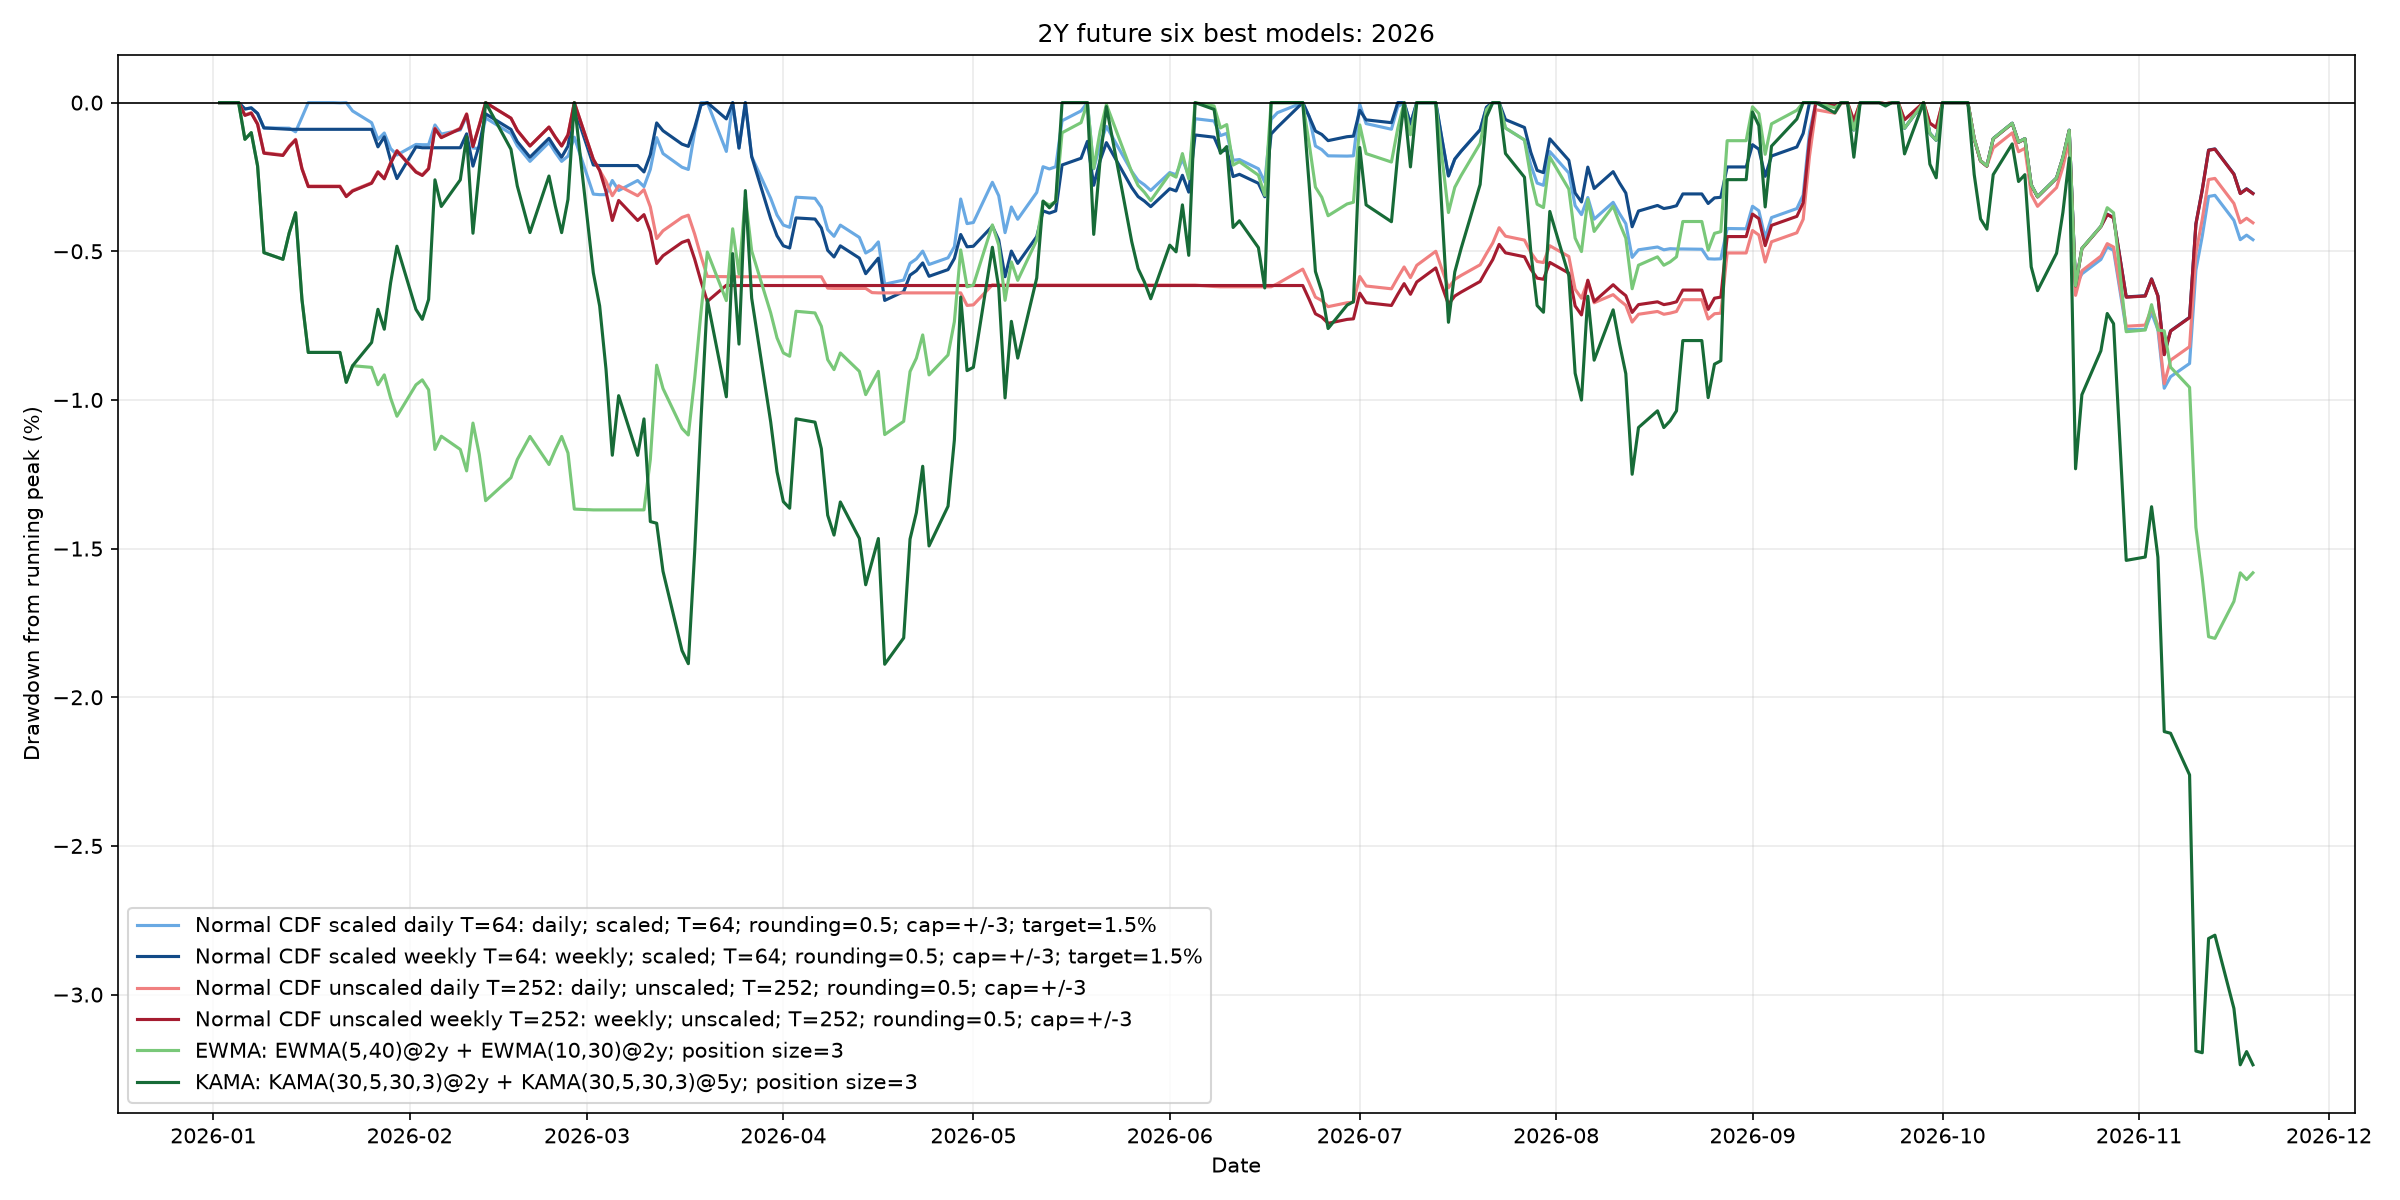 2Y future six best models: 2026
Drawdown from running peak (%)
0.0
−0.5
−1.0
−1.5
−2.0
−2.5
−3.0
Normal CDF scaled daily T=64: daily; scaled; T=64; rounding=0.5; cap=+/-3; target=1.5%
Normal CDF scaled weekly T=64: weekly; scaled; T=64; rounding=0.5; cap=+/-3; target=1.5%
Normal CDF unscaled daily T=252: daily; unscaled; T=252; rounding=0.5; cap=+/-3
Normal CDF unscaled weekly T=252: weekly; unscaled; T=252; rounding=0.5; cap=+/-3
EWMA: EWMA(5,40)@2y + EWMA(10,30)@2y; position size=3
KAMA: KAMA(30,5,30,3)@2y + KAMA(30,5,30,3)@5y; position size=3
2026-01 2026-02 2026-03 2026-04 2026-05 2026-06 2026-07 2026-08 2026-09 2026-10 2026-11 2026-12
Date